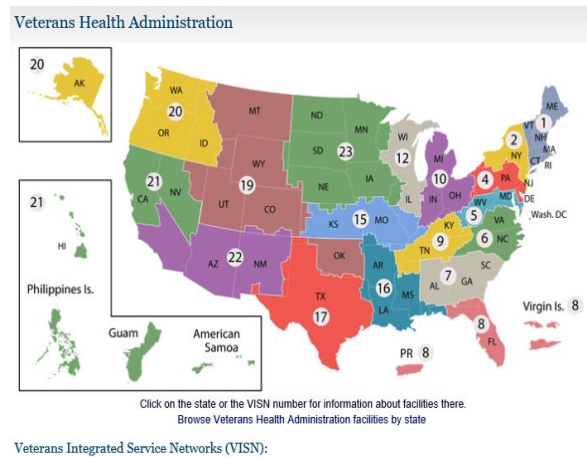 Veterans Health Administration
20
AK
WA
20
OR
ID
MT
WY
19
UT
CO
ND
MN
SD
23
NE
IA
WI
12
IL
MI
10
IN
OH
ME
VT
1
NH
MA
CT
RI
2
NY
4
PA
NJ
MD
DE
WV
Wash. DC
5
VA
6
NC
KY
9
TN
21
CA
NV
KS
15
MO
22
AZ
NM
OK
TX
17
AR
16
LA
MS
7
AL
GA
SC
8
FL
Virgin Is. 8
PR 8
21
HI
Philippines Is.
Guam
American
Samoa
Click on the state or the VISN number for information about facilities there.
Browse Veterans Health Administration facilities by state
Veterans Integrated Service Networks (VISN):